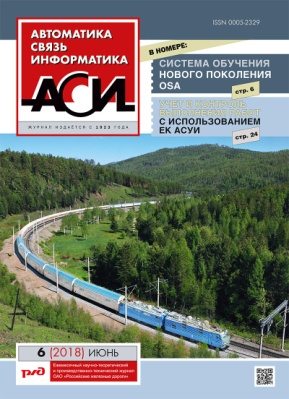 ISSN 0005-2329
АВТОМАТИКА
СВЯЗЬ
ИНФОРМАТИКА
АСИ
ЖУРНАЛ ИЗДАЕТСЯ С 1923 ГОДА
В НОМЕРЕ:
СИСТЕМА ОБУЧЕНИЯ
НОВОГО ПОКОЛЕНИЯ
OSA
стр. 6
УЧЕТ И КОНТРОЛЬ
ВЫПОЛНЕНИЯ РАБОТ
С ИСПОЛЬЗОВАНИЕМ
ЕК АСУИ
стр. 24
6 (2018) ИЮНЬ
Ежемесячный научно-теоретический
и производственно-технический журнал
ОАО «Российские железные дороги»
РЖД